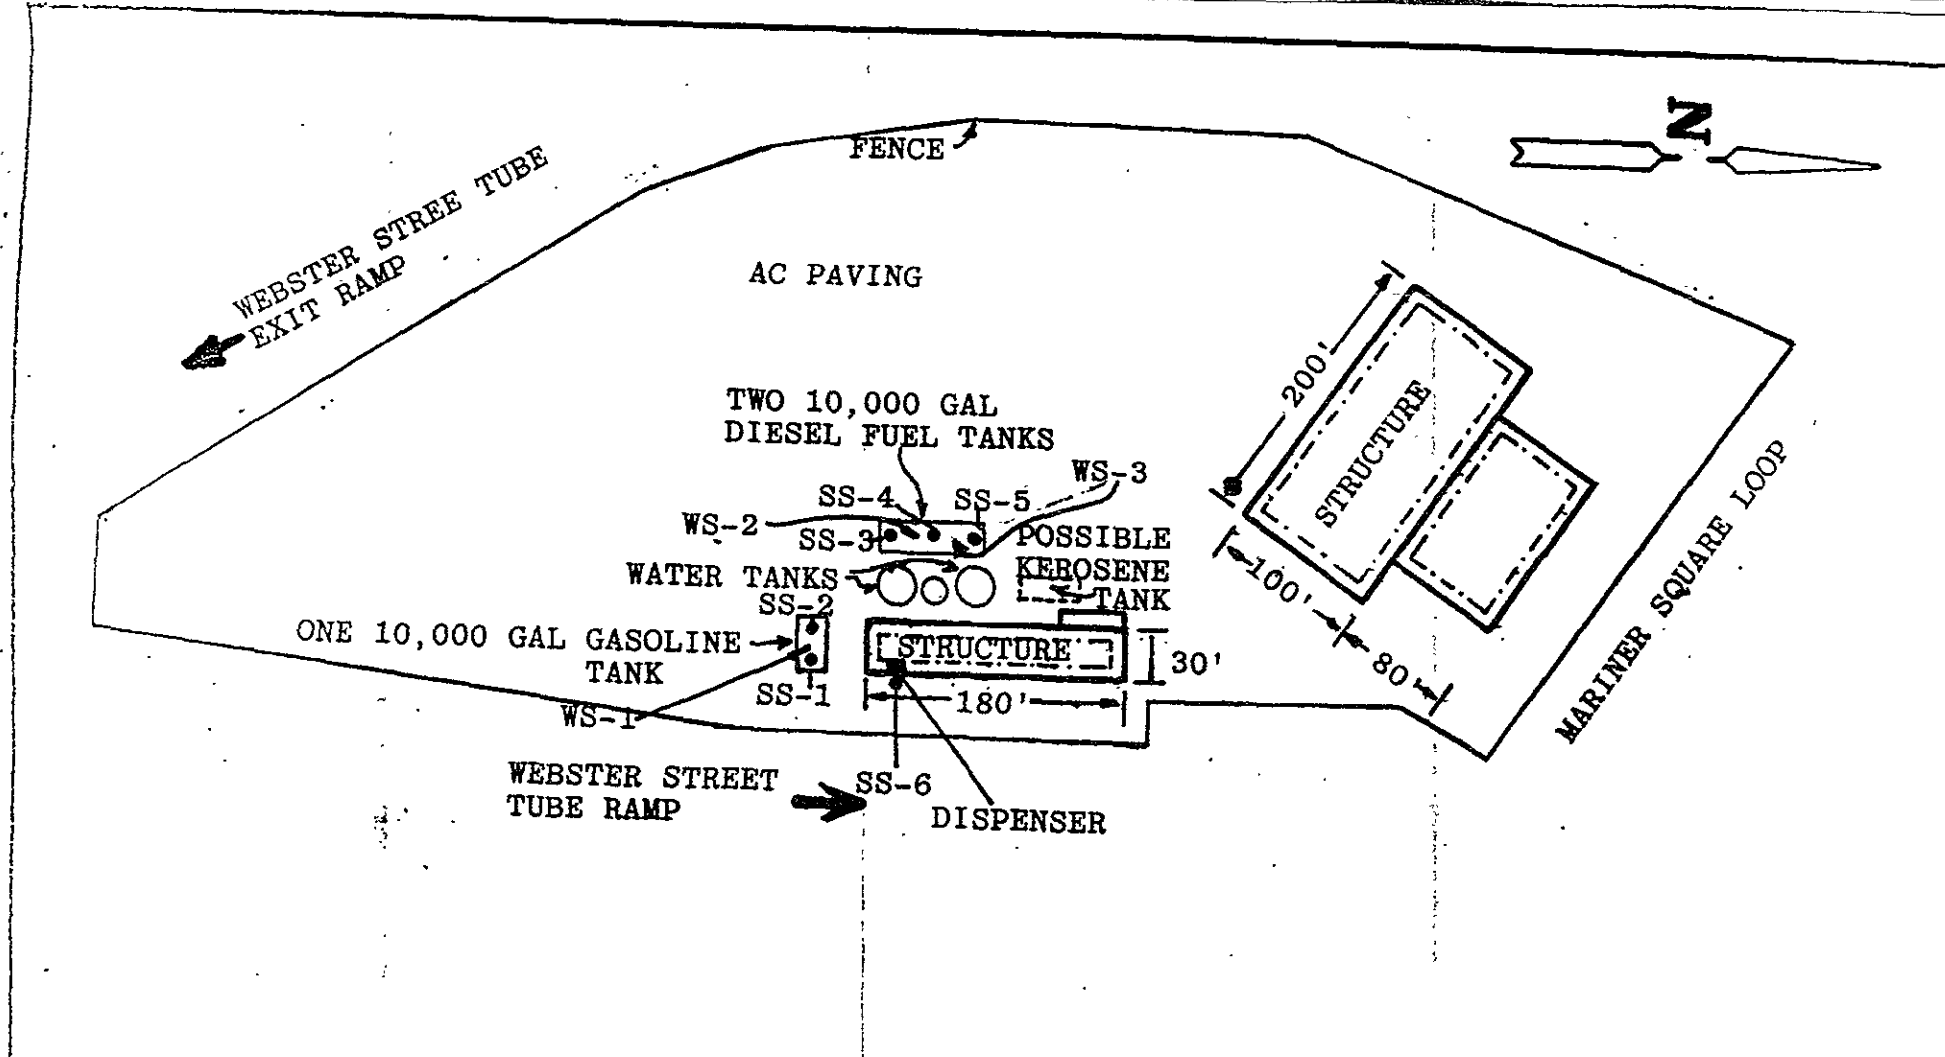 N
FENCE
WEBSTER STREE TUBE
EXIT RAMP
AC PAVING
200'
STRUCTURE
TWO 10,000 GAL
DIESEL FUEL TANKS
WS-3
SS-4
SS-5
WS-2
SS-3
POSSIBLE
KEROSENE
TANK
WATER TANKS
SS-2
ONE 10,000 GAL GASOLINE
TANK
STRUCTURE
30'
SS-1
180'
WS-1
100'
80'
MARINER SQUARE LOOP
WEBSTER STREET
TUBE RAMP
SS-6
DISPENSER